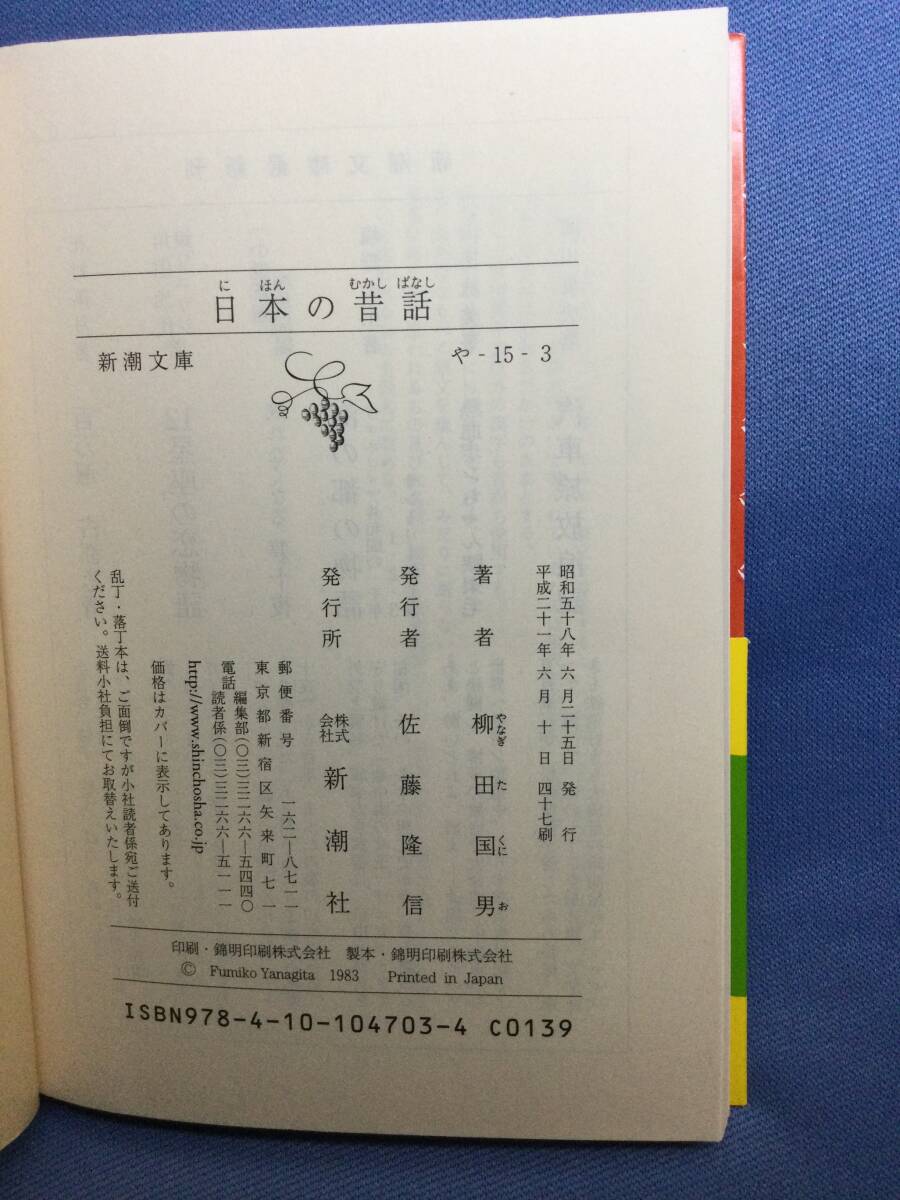 日本の昔話
にほん むかしばなし
新潮文庫 や-15-3
昭和五十八年六月二十五日発行
平成二十一年六月十日四十七刷
著者 柳田国男
やなぎ た くに お
発行者 佐藤隆信
発行所 株式会社 新潮社
郵便番号 一六二―八七一一
東京都新宿区矢来町七一
電話 編集部(〇三)三二六六―五四四〇
読者係(〇三)三二六六―五一一一
http://www.shinchosha.co.jp
価格はカバーに表示してあります。
乱丁・落丁本は、ご面倒ですが小社読者係宛ご送付
ください。送料小社負担にてお取替えいたします。
印刷・錦明印刷株式会社 製本・錦明印刷株式会社
© Fumiko Yanagita 1983 Printed in Japan
ISBN978-4-10-104703-4 C0139